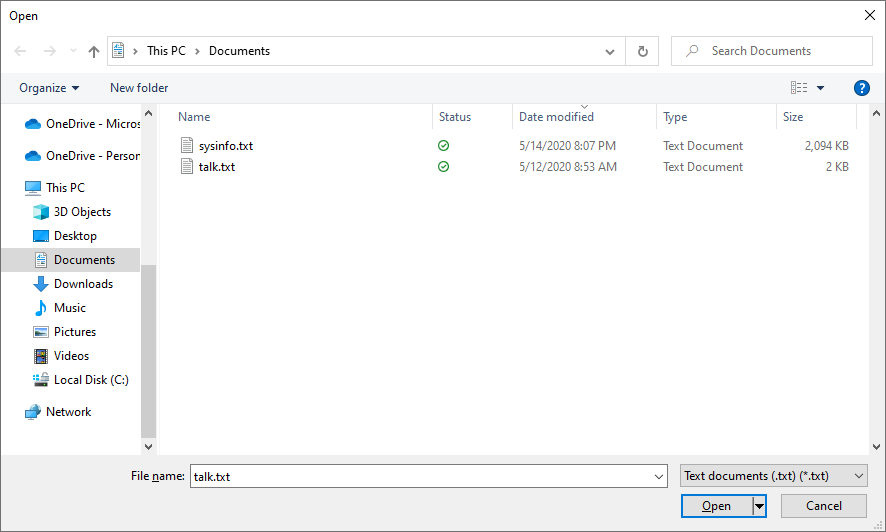 Open
This PC > Documents
Search Documents
Organize New folder
?
Name Status Date modified Type Size
sysinfo.txt 5/14/2020 8:07 PM Text Document 2,094 KB
talk.txt 5/12/2020 8:53 AM Text Document 2 KB
OneDrive - Micros
OneDrive - Person
This PC
3D Objects
Desktop
Documents
Downloads
Music
Pictures
Videos
Local Disk (C:)
Network
File name: talk.txt Text documents (.txt) (*.txt)
Open Cancel